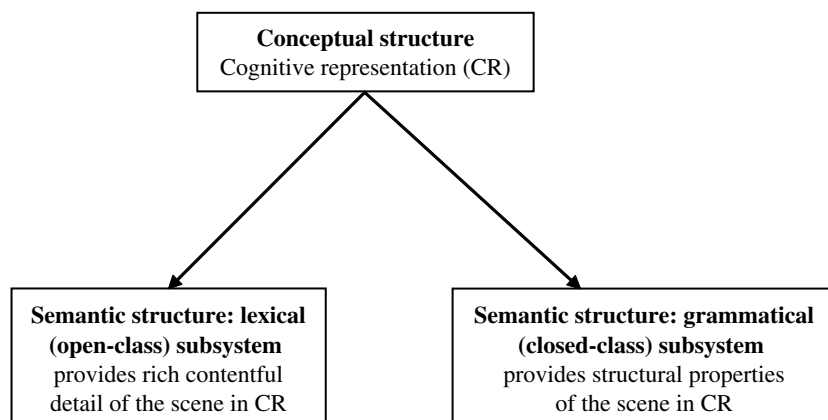 Conceptual structure
Cognitive representation (CR)
Semantic structure: lexical
(open-class) subsystem
provides rich contentful
detail of the scene in CR
Semantic structure: grammatical
(closed-class) subsystem
provides structural properties
of the scene in CR